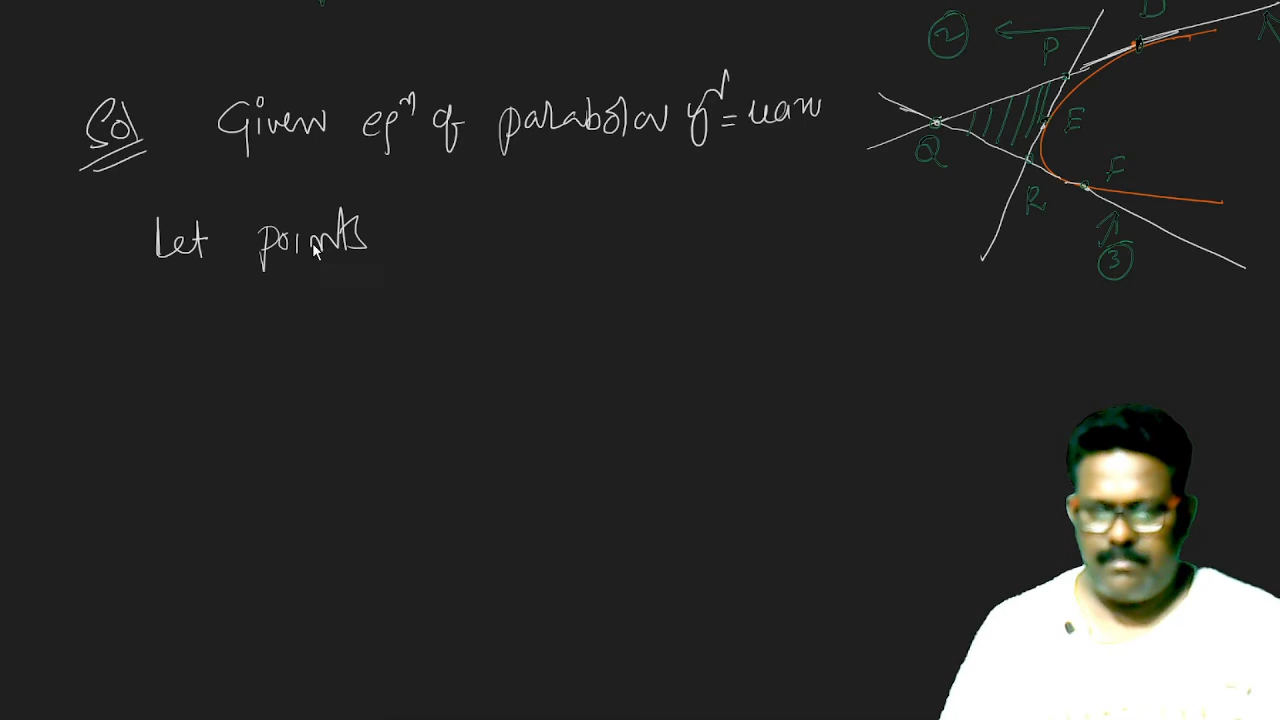 Sol Given eqⁿ of parabola y² = 4ax
Let points
②
D
P
E
Q
F
R
③